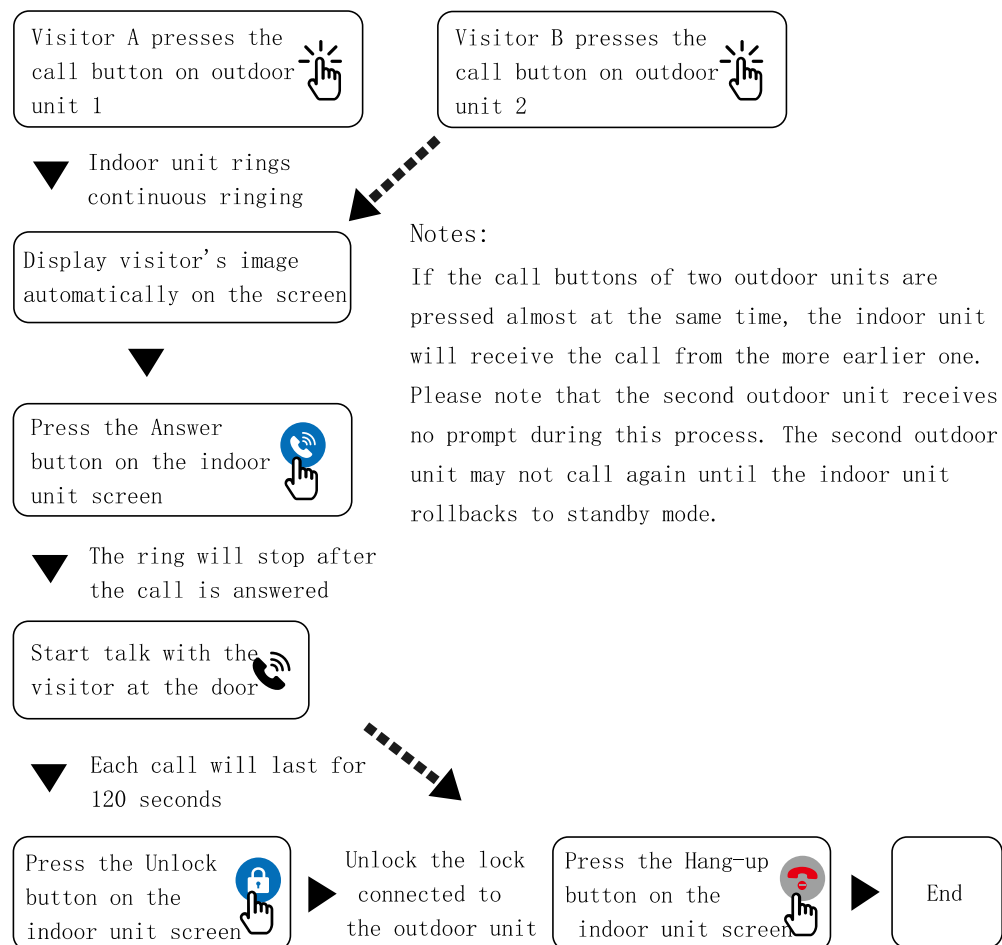 Visitor A presses the
call button on outdoor
unit 1
Visitor B presses the
call button on outdoor
unit 2
Indoor unit rings
continuous ringing
Display visitor's image
automatically on the screen
Notes:
If the call buttons of two outdoor units are
pressed almost at the same time, the indoor unit
will receive the call from the more earlier one.
Please note that the second outdoor unit receives
no prompt during this process. The second outdoor
unit may not call again until the indoor unit
rollbacks to standby mode.
Press the Answer
button on the indoor
unit screen
The ring will stop after
the call is answered
Start talk with the
visitor at the door
Each call will last for
120 seconds
Press the Unlock
button on the
indoor unit screen
Unlock the lock
connected to
the outdoor unit
Press the Hang-up
button on the
indoor unit screen
End